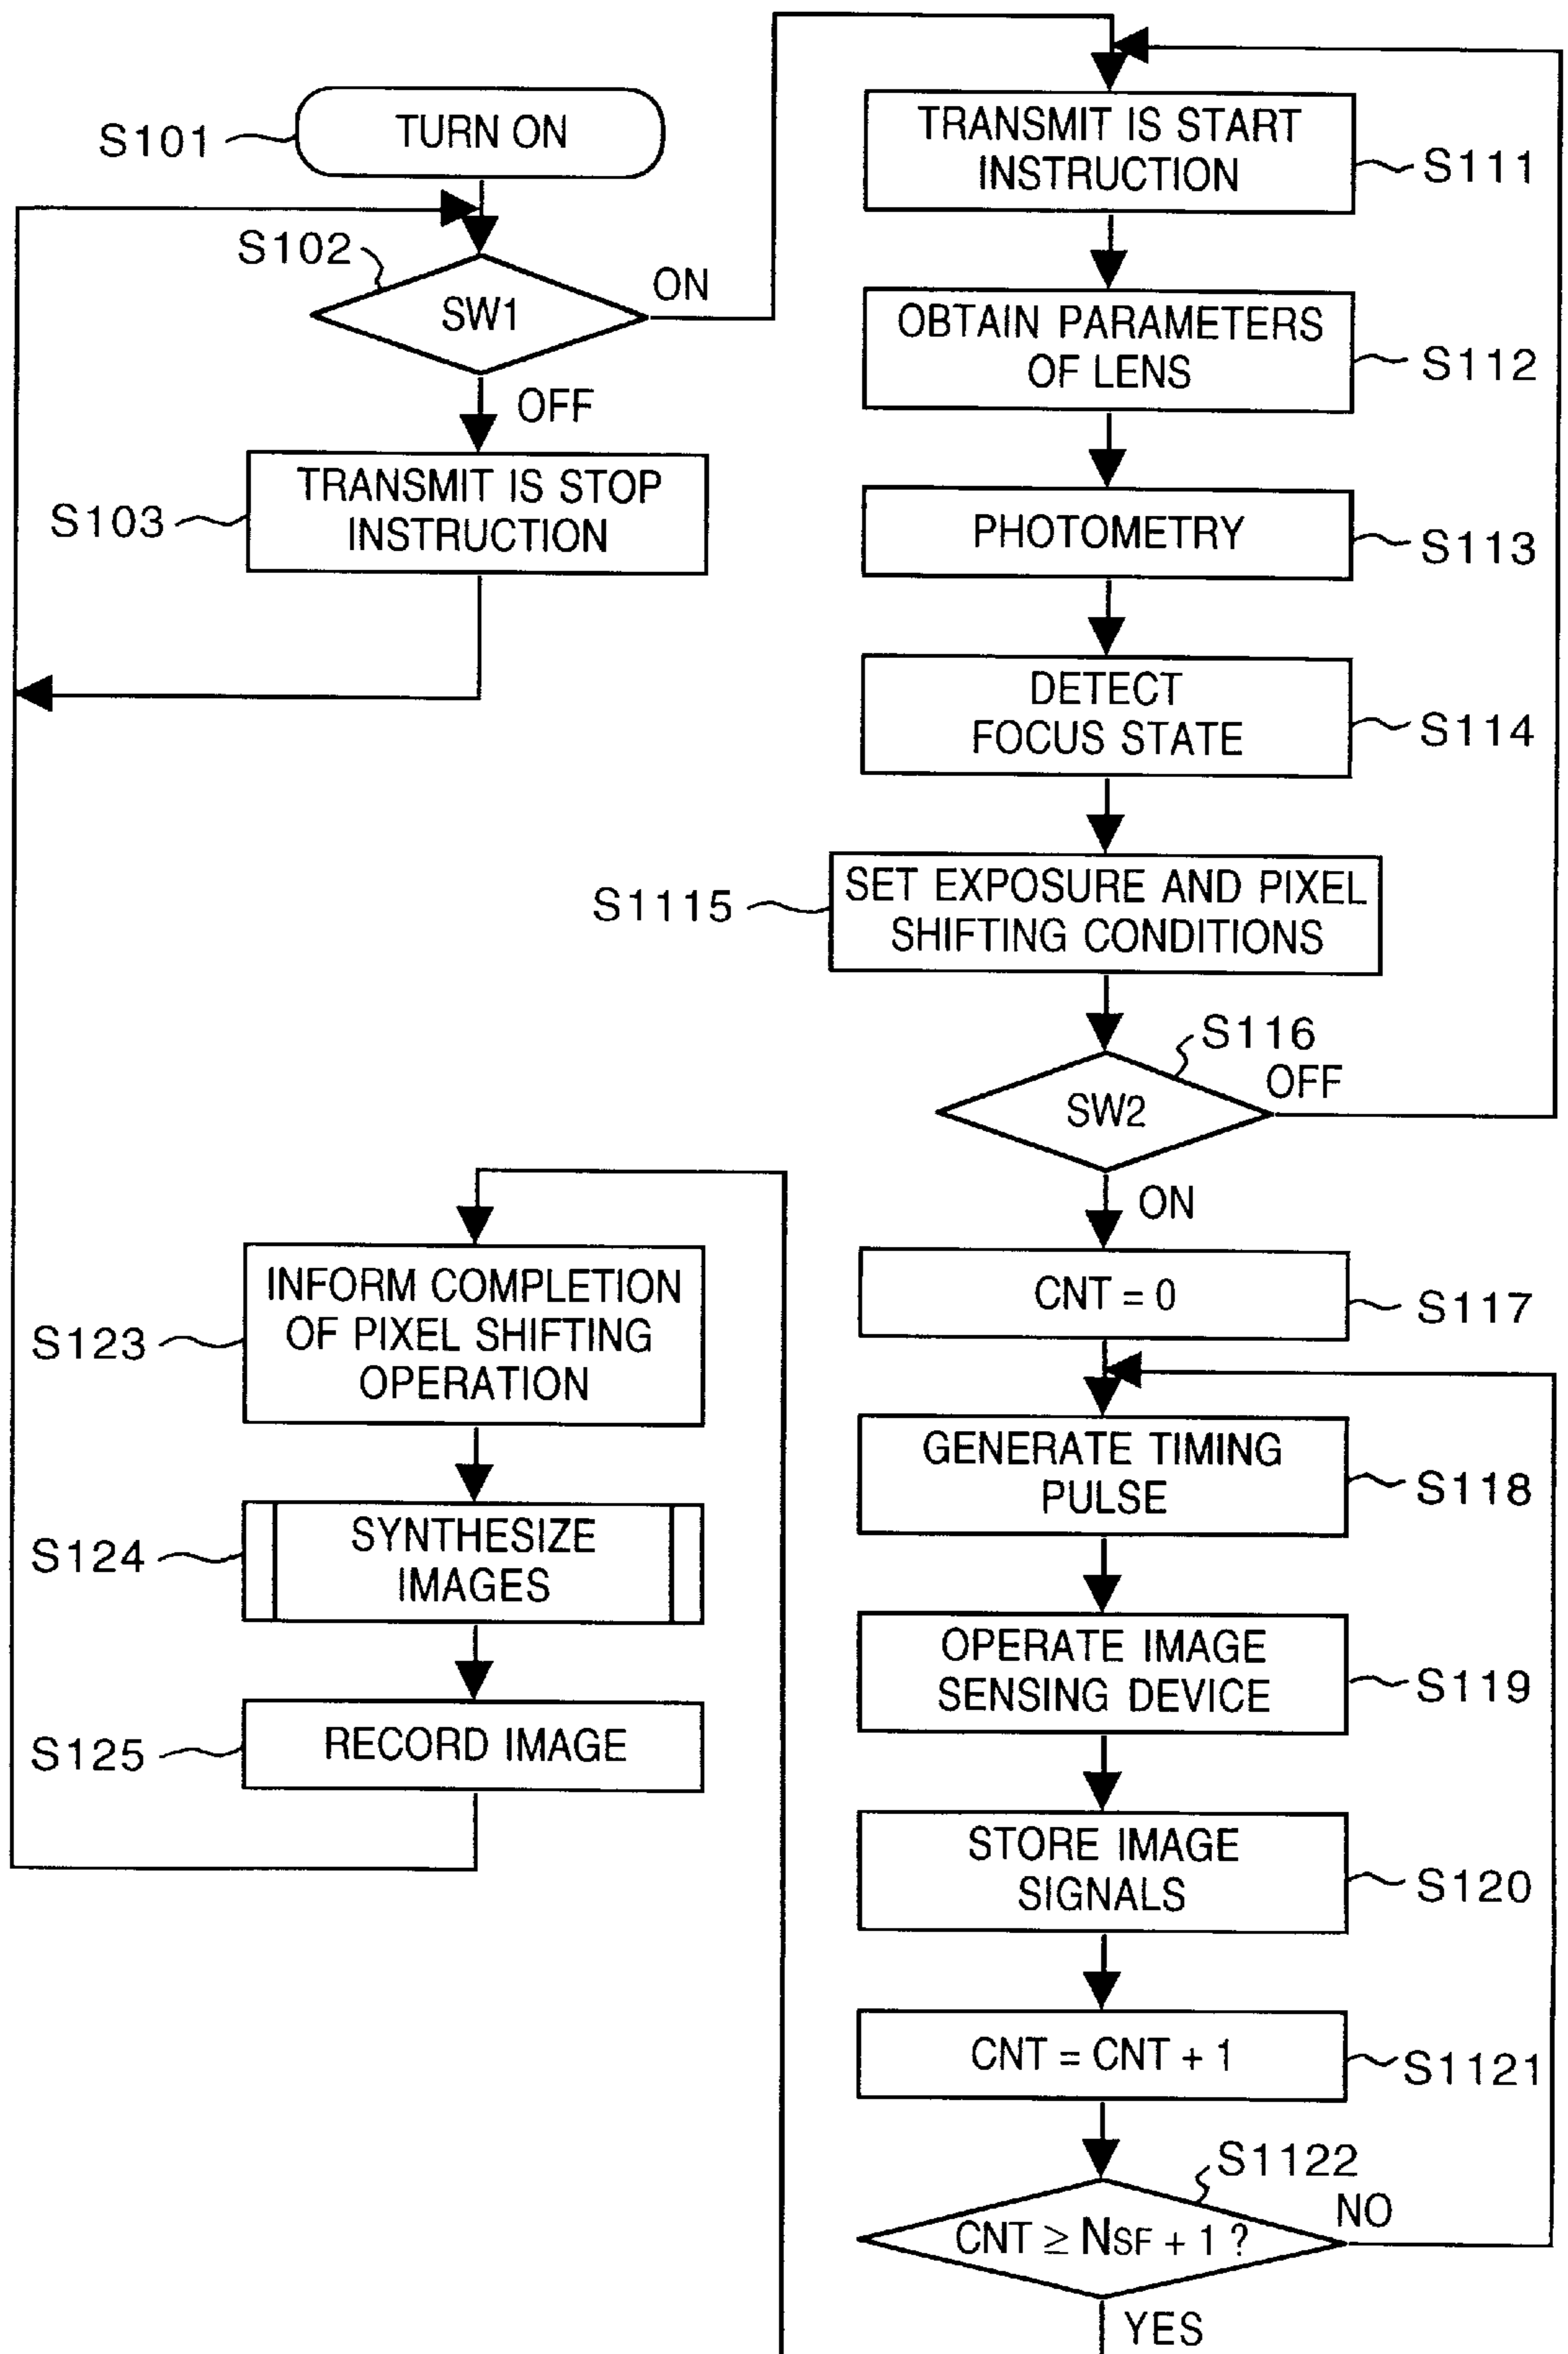 S101
TURN ON
S102
SW1
ON
OFF
S103
TRANSMIT IS STOP
INSTRUCTION
TRANSMIT IS START
INSTRUCTION
S111
OBTAIN PARAMETERS
OF LENS
S112
PHOTOMETRY
S113
DETECT
FOCUS STATE
S114
S1115
SET EXPOSURE AND PIXEL
SHIFTING CONDITIONS
S116
SW2
OFF
ON
CNT = 0
S117
GENERATE TIMING
PULSE
S118
OPERATE IMAGE
SENSING DEVICE
S119
STORE IMAGE
SIGNALS
S120
CNT = CNT + 1
S1121
S1122
CNT ≥ NSF + 1 ?
NO
YES
S123
INFORM COMPLETION
OF PIXEL SHIFTING
OPERATION
S124
SYNTHESIZE
IMAGES
S125
RECORD IMAGE